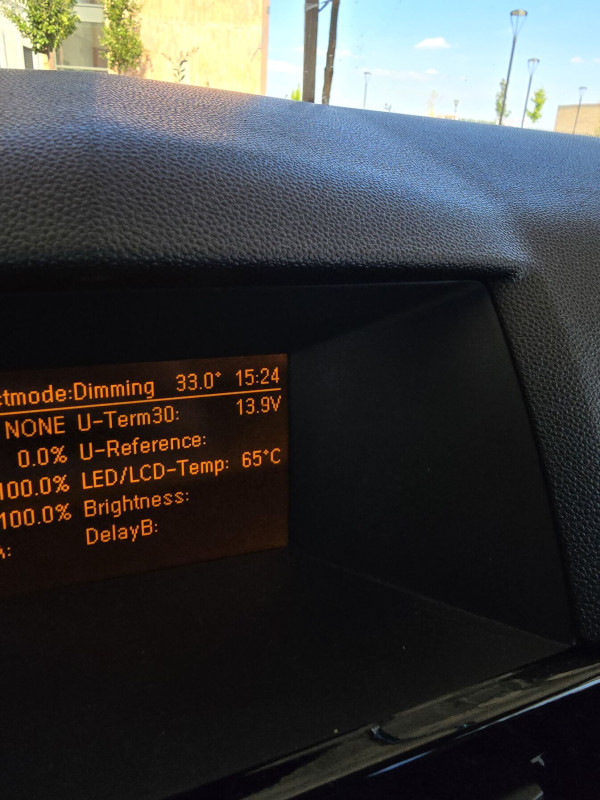 tmode:Dimming 33.0° 15:24
NONE U-Term30: 13.9V
0.0% U-Reference:
100.0% LED/LCD-Temp: 65°C
100.0% Brightness:
: DelayB: